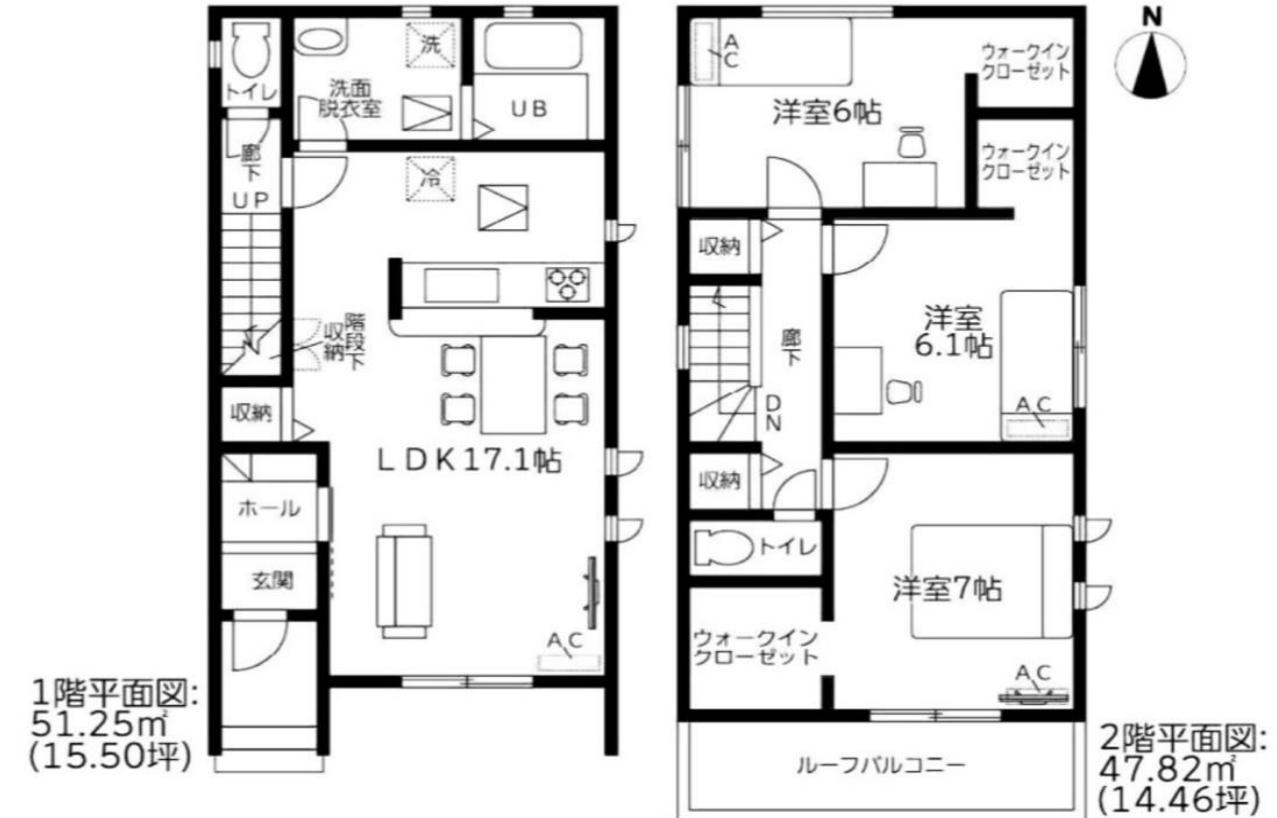 トイレ
洗面
脱衣室
洗
UB
廊下
UP
冷
階段下
収納
収納
LDK17.1帖
ホール
玄関
AC
1階平面図:
51.25㎡
(15.50坪)
N
AC
洋室6帖
ウォークイン
クローゼット
ウォークイン
クローゼット
収納
洋室
6.1帖
廊下
DN
AC
収納
トイレ
洋室7帖
ウォークイン
クローゼット
AC
ルーフバルコニー
2階平面図:
47.82㎡
(14.46坪)